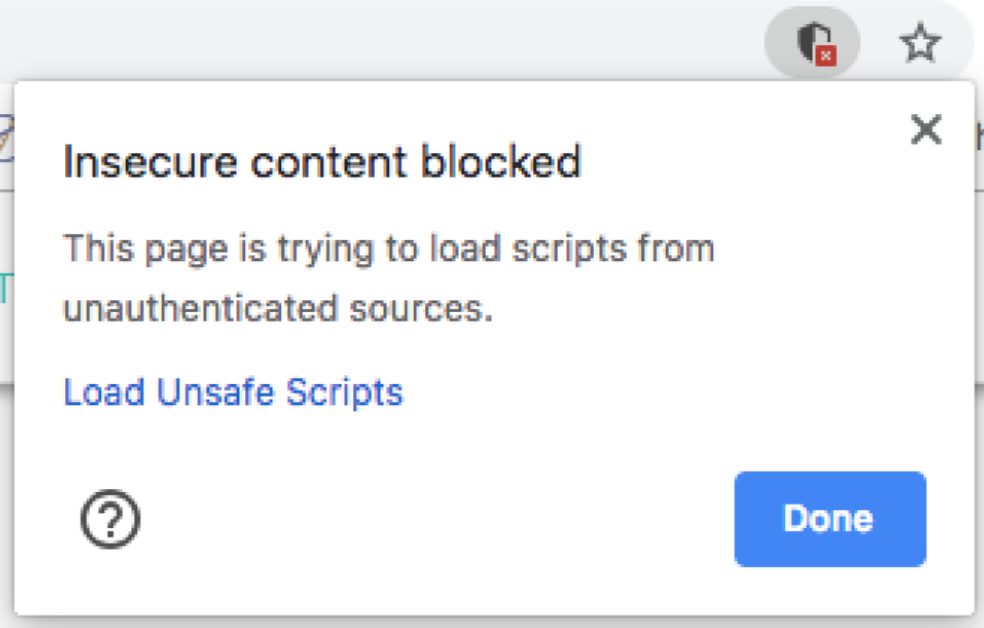 Insecure content blocked
This page is trying to load scripts from
unauthenticated sources.
Load Unsafe Scripts
Done